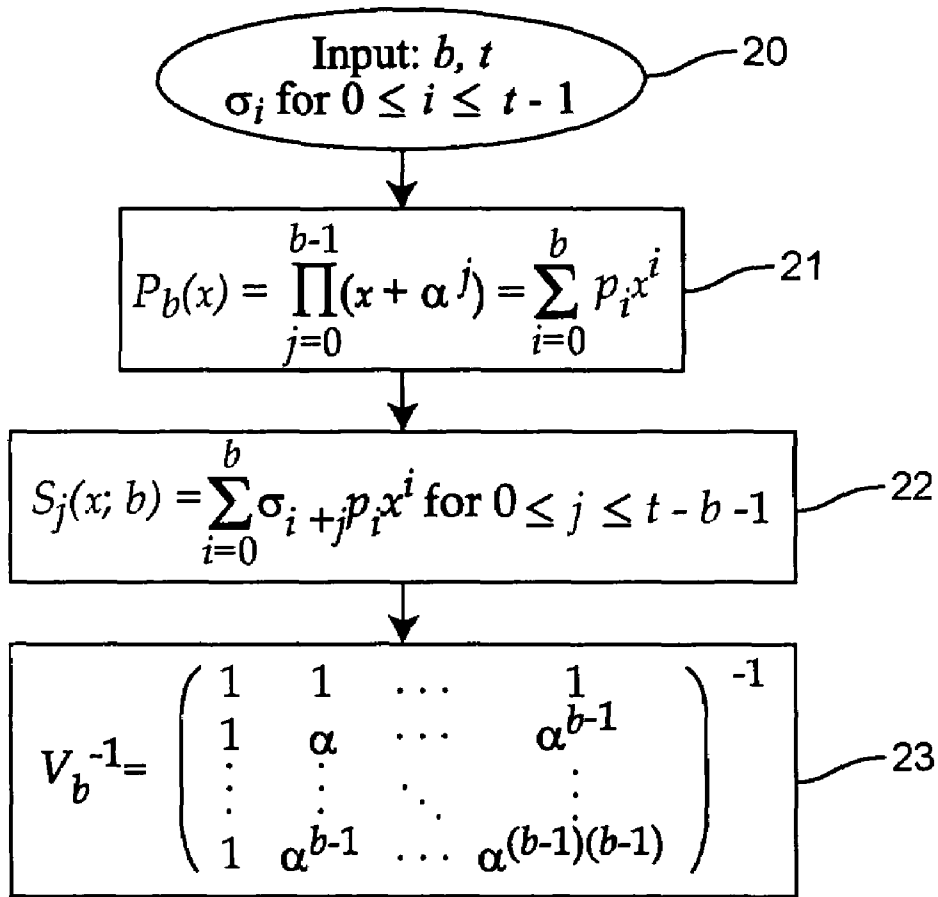 Input: b, t
σ_i for 0 ≤ i ≤ t - 1
20
P_b(x) = ∏_{j=0}^{b-1}(x + α^j) = ∑_{i=0}^{b} p_i x^i
21
S_j(x; b) = ∑_{i=0}^{b} σ_{i+j} p_i x^i for 0 ≤ j ≤ t - b -1
22
V_b^{-1} = ( 1 1 ··· 1 )^{-1}
1 α ··· α^{b-1}
⋮ ⋮ ⋱ ⋮
1 α^{b-1} ··· α^{(b-1)(b-1)}
23